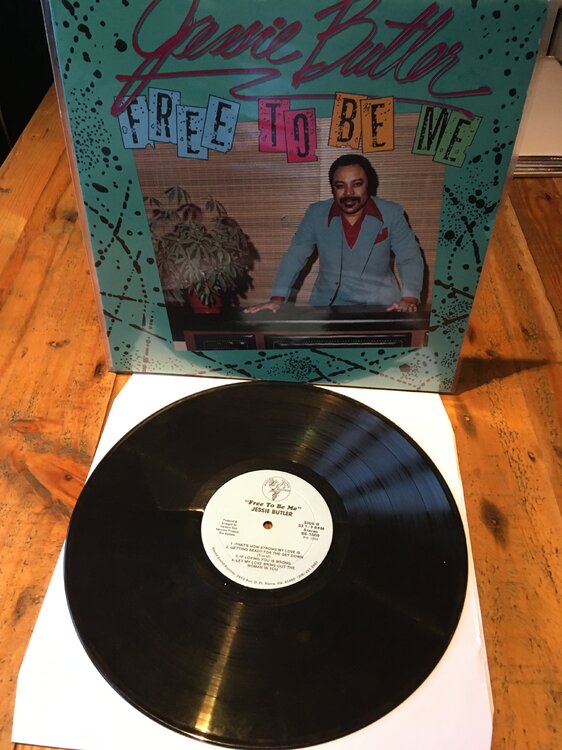 Jessie Butler
FREE TO BE ME
"Free To Be Me"
JESSIE BUTLER
SIDE B
33 1/3 RPM
Stereo
1-THAT'S HOW STRONG MY LOVE IS
2-GETTING READY FOR THE GET DOWN
(Vocal)
3-IF LOVING YOU IS WRONG
4-LET MY LOVE BRING OUT THE
WOMAN IN YOU